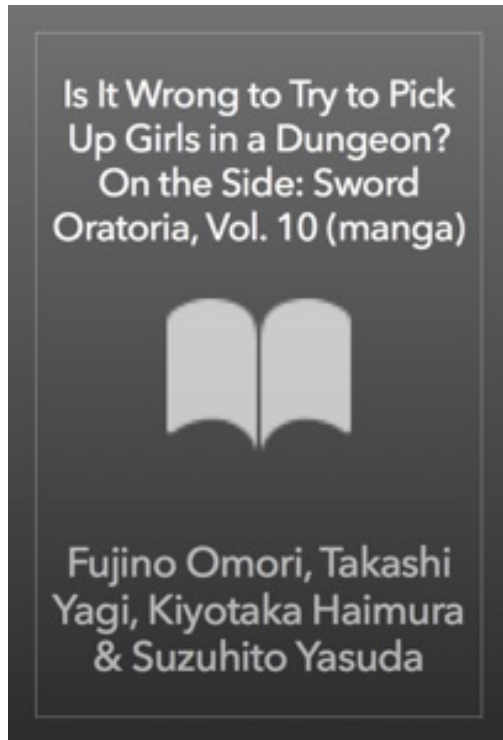 Is It Wrong to Try to Pick
Up Girls in a Dungeon?
On the Side: Sword
Oratoria, Vol. 10 (manga)
Fujino Omori, Takashi
Yagi, Kiyotaka Haimura
& Suzuhito Yasuda